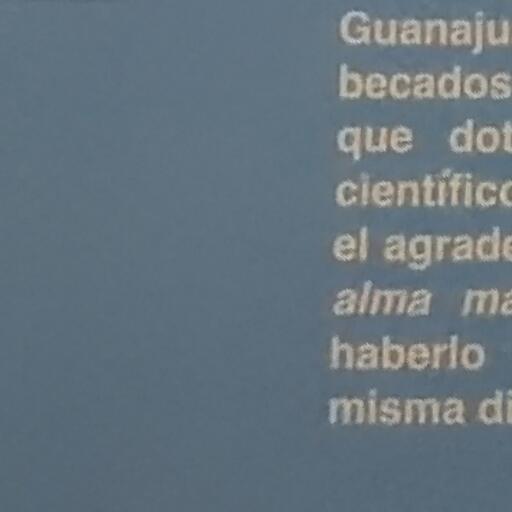 Guanaju
becados
que dot
científico
el agrade
alma ma
haberlo
misma di